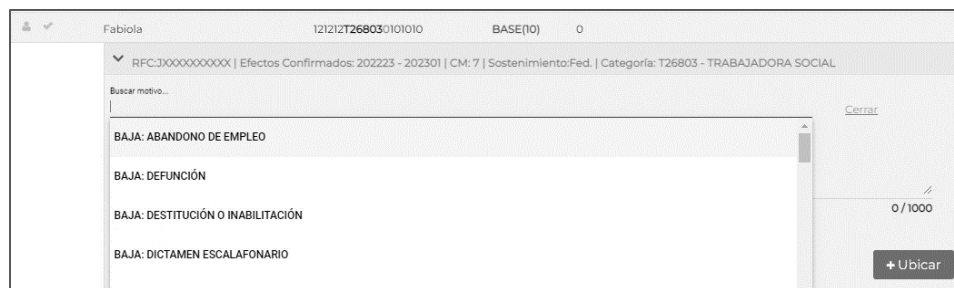 Fabiola 121212T268030101010 BASE(10) 0
RFC:JXXXXXXXXXX | Efectos Confirmados: 202223 - 202301 | CM: 7 | Sostenimiento:Fed. | Categoría: T26803 - TRABAJADORA SOCIAL
Buscar motivo...
Cerrar
BAJA: ABANDONO DE EMPLEO
BAJA: DEFUNCIÓN
BAJA: DESTITUCIÓN O INABILITACIÓN
0 / 1000
BAJA: DICTAMEN ESCALAFONARIO
+ Ubicar